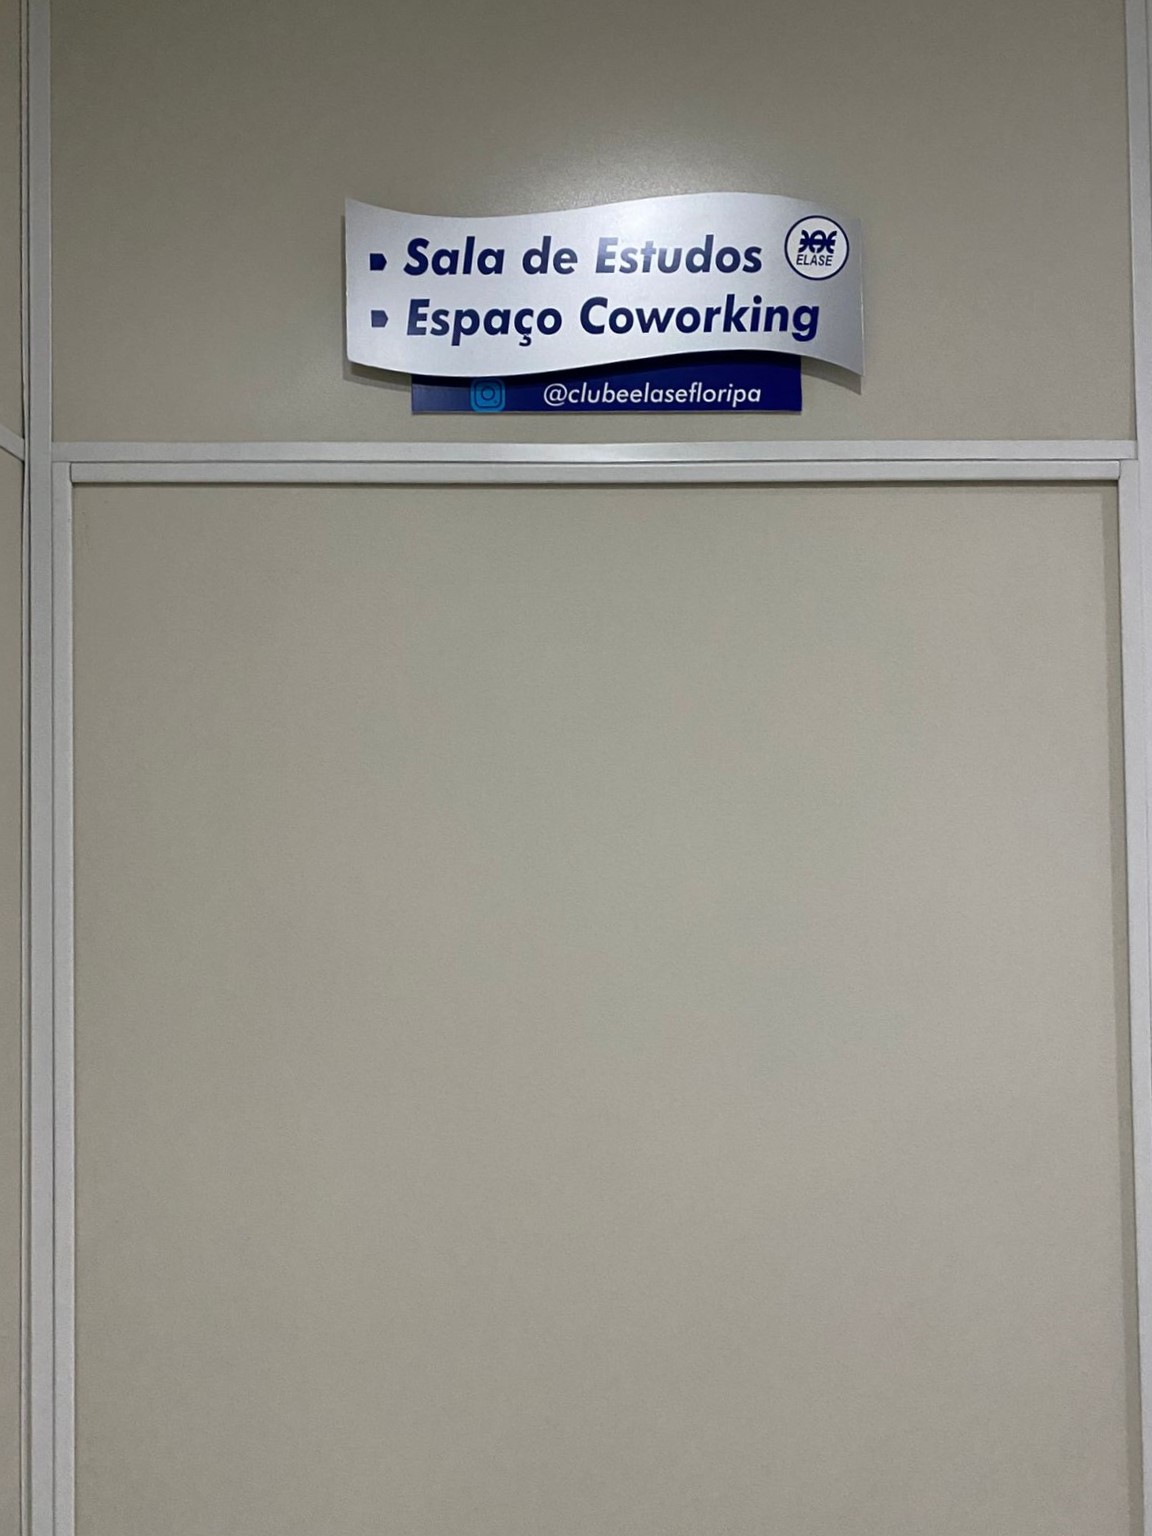 Sala de Estudos
ELASE
Espaço Coworking
@clubeelasefloripa